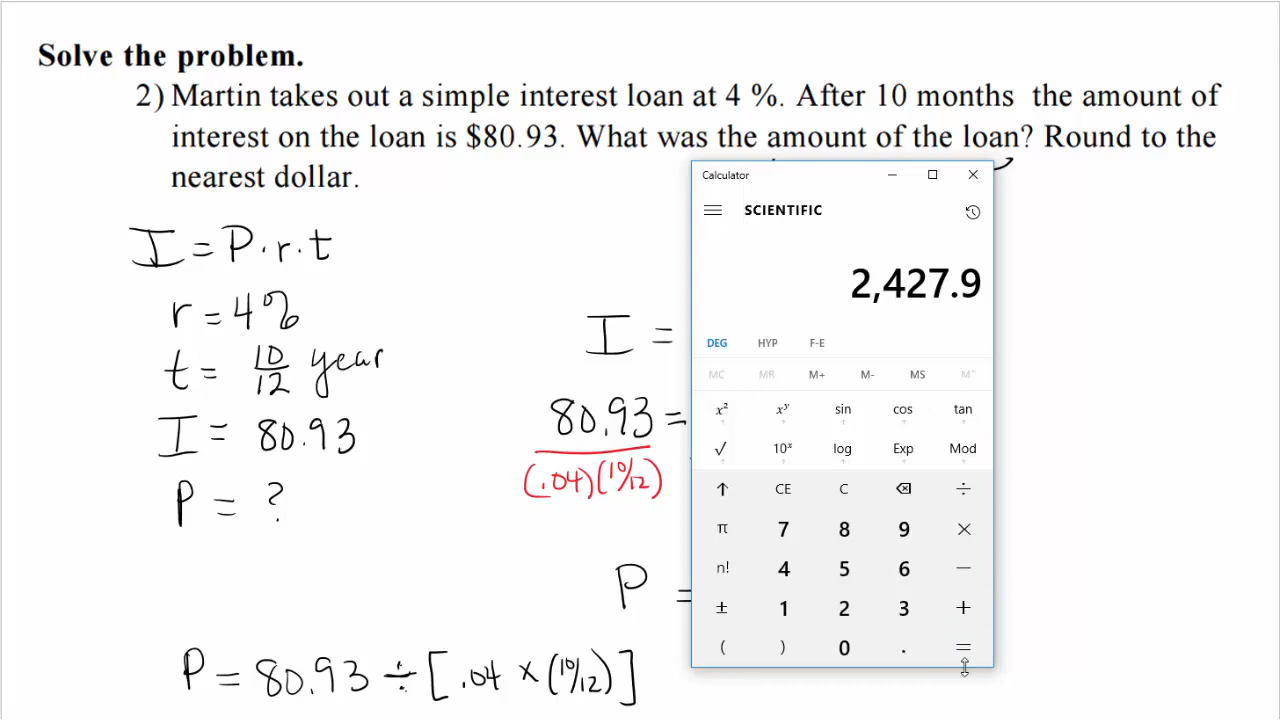 Solve the problem.
2) Martin takes out a simple interest loan at 4 %. After 10 months the amount of
interest on the loan is $80.93. What was the amount of the loan? Round to the
nearest dollar.
I = P · r · t
r = 4%
t = 10/12 year
I = 80.93
P = ?
I =
80.93 =
(.04)(10/12)
P =
P = 80.93 ÷ [.04 × (10/12)]
Calculator
SCIENTIFIC
2,427.9
DEG HYP F-E
MC MR M+ M- MS M˅
x² xʸ sin cos tan
√ 10ˣ log Exp Mod
↑ CE C ⌫ ÷
π 7 8 9 ×
n! 4 5 6 −
± 1 2 3 +
( ) 0 . =